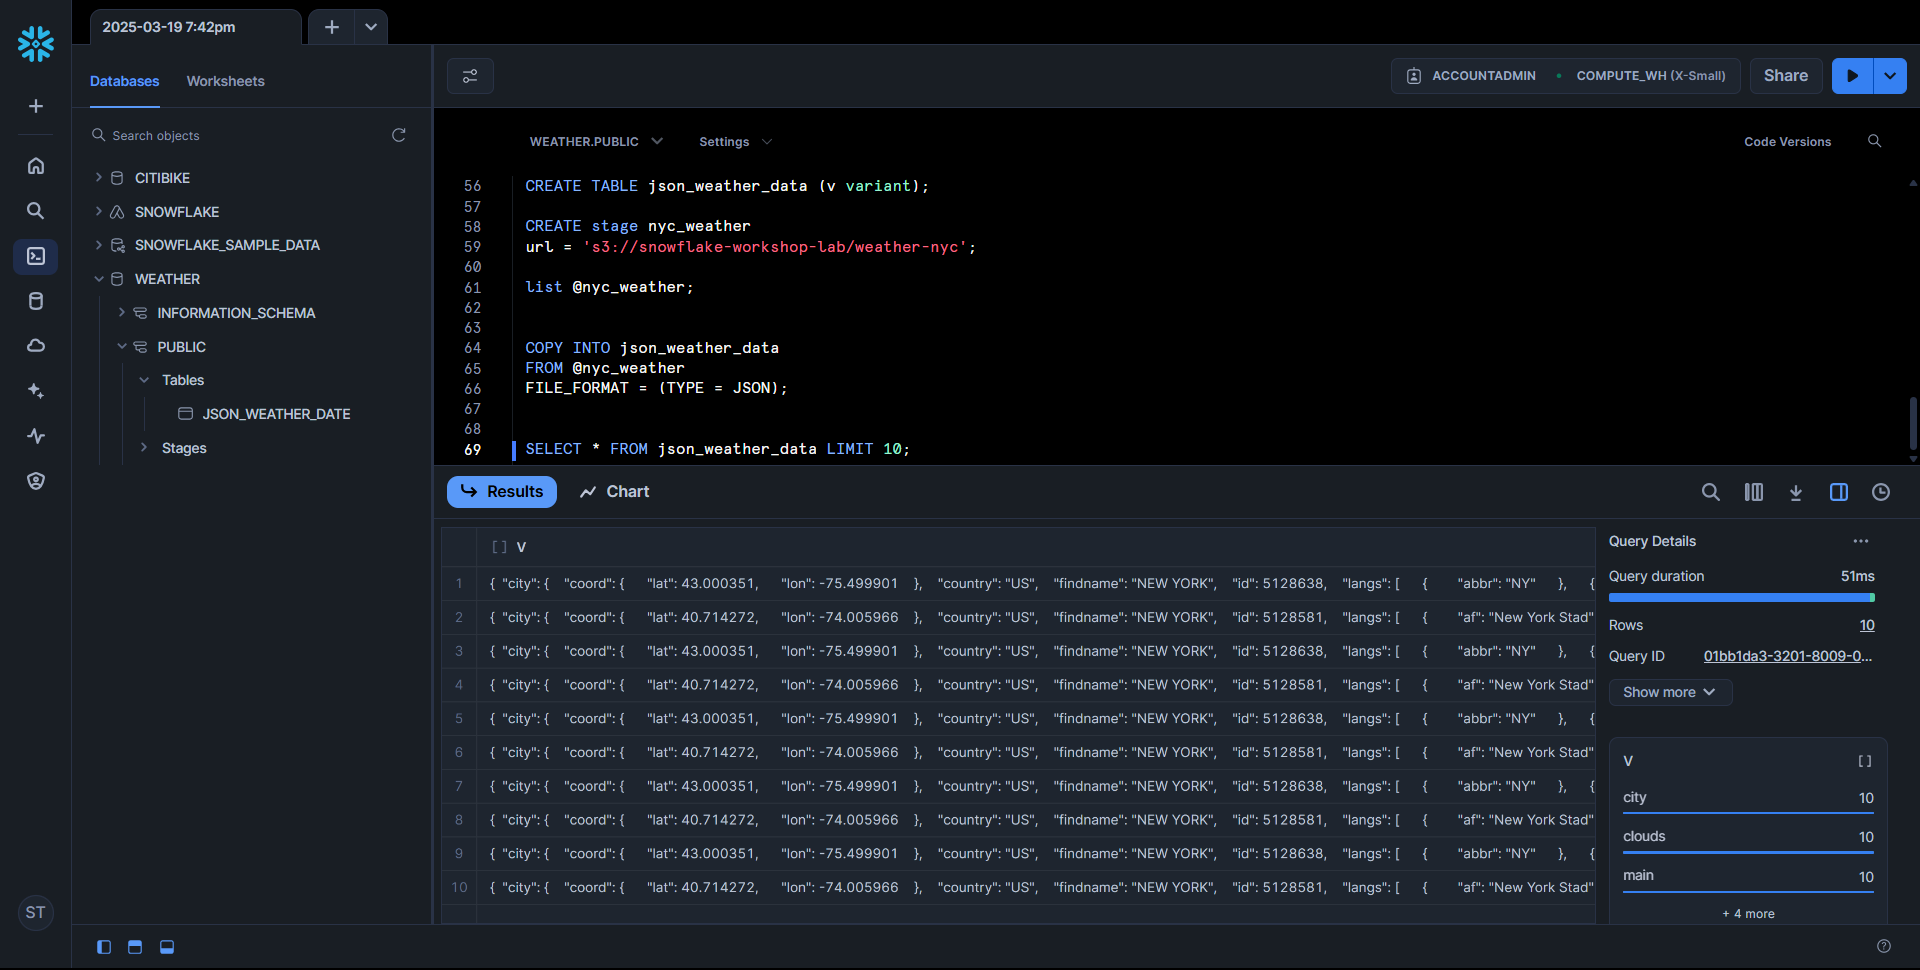 2025-03-19 7:42pm
Databases Worksheets
Search objects
CITIBIKE
SNOWFLAKE
SNOWFLAKE_SAMPLE_DATA
WEATHER
INFORMATION_SCHEMA
PUBLIC
Tables
JSON_WEATHER_DATE
Stages
ST
ACCOUNTADMIN • COMPUTE_WH (X-Small) Share
WEATHER.PUBLIC Settings Code Versions
56 CREATE TABLE json_weather_data (v variant);
57
58 CREATE stage nyc_weather
59 url = 's3://snowflake-workshop-lab/weather-nyc';
60
61 list @nyc_weather;
62
63
64 COPY INTO json_weather_data
65 FROM @nyc_weather
66 FILE_FORMAT = (TYPE = JSON);
67
68
69 SELECT * FROM json_weather_data LIMIT 10;
Results Chart
[ ] V
1 { "city": { "coord": { "lat": 43.000351, "lon": -75.499901 }, "country": "US", "findname": "NEW YORK", "id": 5128638, "langs": [ { "abbr": "NY" }, {
2 { "city": { "coord": { "lat": 40.714272, "lon": -74.005966 }, "country": "US", "findname": "NEW YORK", "id": 5128581, "langs": [ { "af": "New York Stad"
3 { "city": { "coord": { "lat": 43.000351, "lon": -75.499901 }, "country": "US", "findname": "NEW YORK", "id": 5128638, "langs": [ { "abbr": "NY" }, {
4 { "city": { "coord": { "lat": 40.714272, "lon": -74.005966 }, "country": "US", "findname": "NEW YORK", "id": 5128581, "langs": [ { "af": "New York Stad"
5 { "city": { "coord": { "lat": 43.000351, "lon": -75.499901 }, "country": "US", "findname": "NEW YORK", "id": 5128638, "langs": [ { "abbr": "NY" }, {
6 { "city": { "coord": { "lat": 40.714272, "lon": -74.005966 }, "country": "US", "findname": "NEW YORK", "id": 5128581, "langs": [ { "af": "New York Stad"
7 { "city": { "coord": { "lat": 43.000351, "lon": -75.499901 }, "country": "US", "findname": "NEW YORK", "id": 5128638, "langs": [ { "abbr": "NY" }, {
8 { "city": { "coord": { "lat": 40.714272, "lon": -74.005966 }, "country": "US", "findname": "NEW YORK", "id": 5128581, "langs": [ { "af": "New York Stad"
9 { "city": { "coord": { "lat": 43.000351, "lon": -75.499901 }, "country": "US", "findname": "NEW YORK", "id": 5128638, "langs": [ { "abbr": "NY" }, {
10 { "city": { "coord": { "lat": 40.714272, "lon": -74.005966 }, "country": "US", "findname": "NEW YORK", "id": 5128581, "langs": [ { "af": "New York Stad"
Query Details ...
Query duration 51ms
Rows 10
Query ID 01bb1da3-3201-8009-0...
Show more
V [ ]
city 10
clouds 10
main 10
+ 4 more